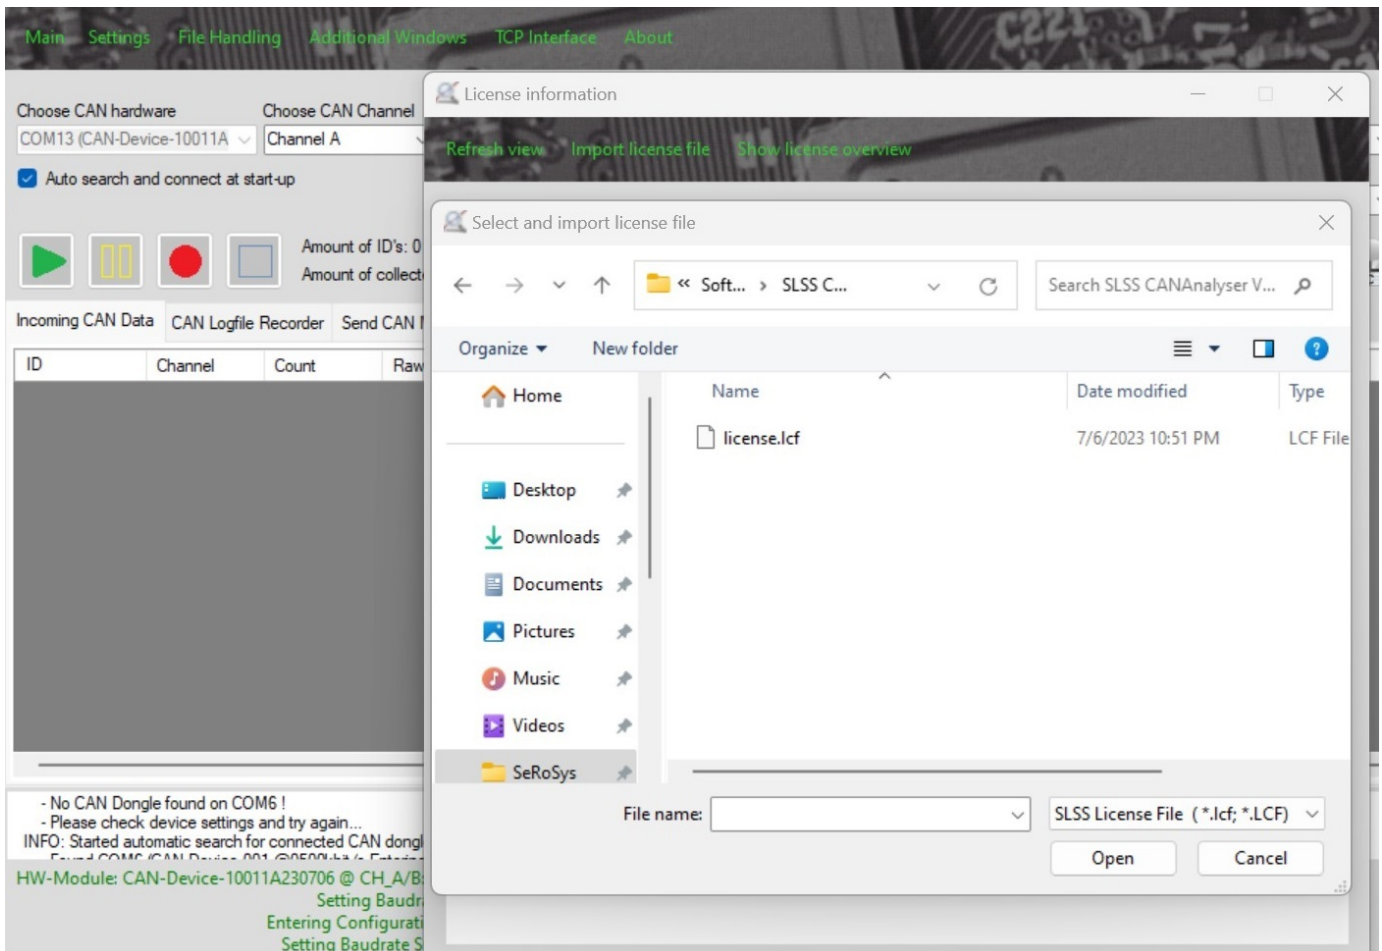 Main Settings File Handling Additional Windows TCP Interface About
Choose CAN hardware Choose CAN Channel
COM13 (CAN-Device-10011A Channel A
Auto search and connect at start-up
Amount of ID's: 0
Amount of collect
Incoming CAN Data CAN Logfile Recorder Send CAN
ID Channel Count Raw
- No CAN Dongle found on COM6 !
- Please check device settings and try again...
INFO: Started automatic search for connected CAN dongl
HW-Module: CAN-Device-10011A230706 @ CH_A/B:
Setting Baudr
Entering Configurati
Setting Baudrate S
License information
Refresh view Import license file Show license overview
Select and import license file
« Soft... › SLSS C... Search SLSS CANAnalyser V...
Organize New folder
Home
Desktop
Downloads
Documents
Pictures
Music
Videos
SeRoSys
Name Date modified Type
license.lcf 7/6/2023 10:51 PM LCF File
File name: SLSS License File ( *.lcf; *.LCF)
Open Cancel
C221